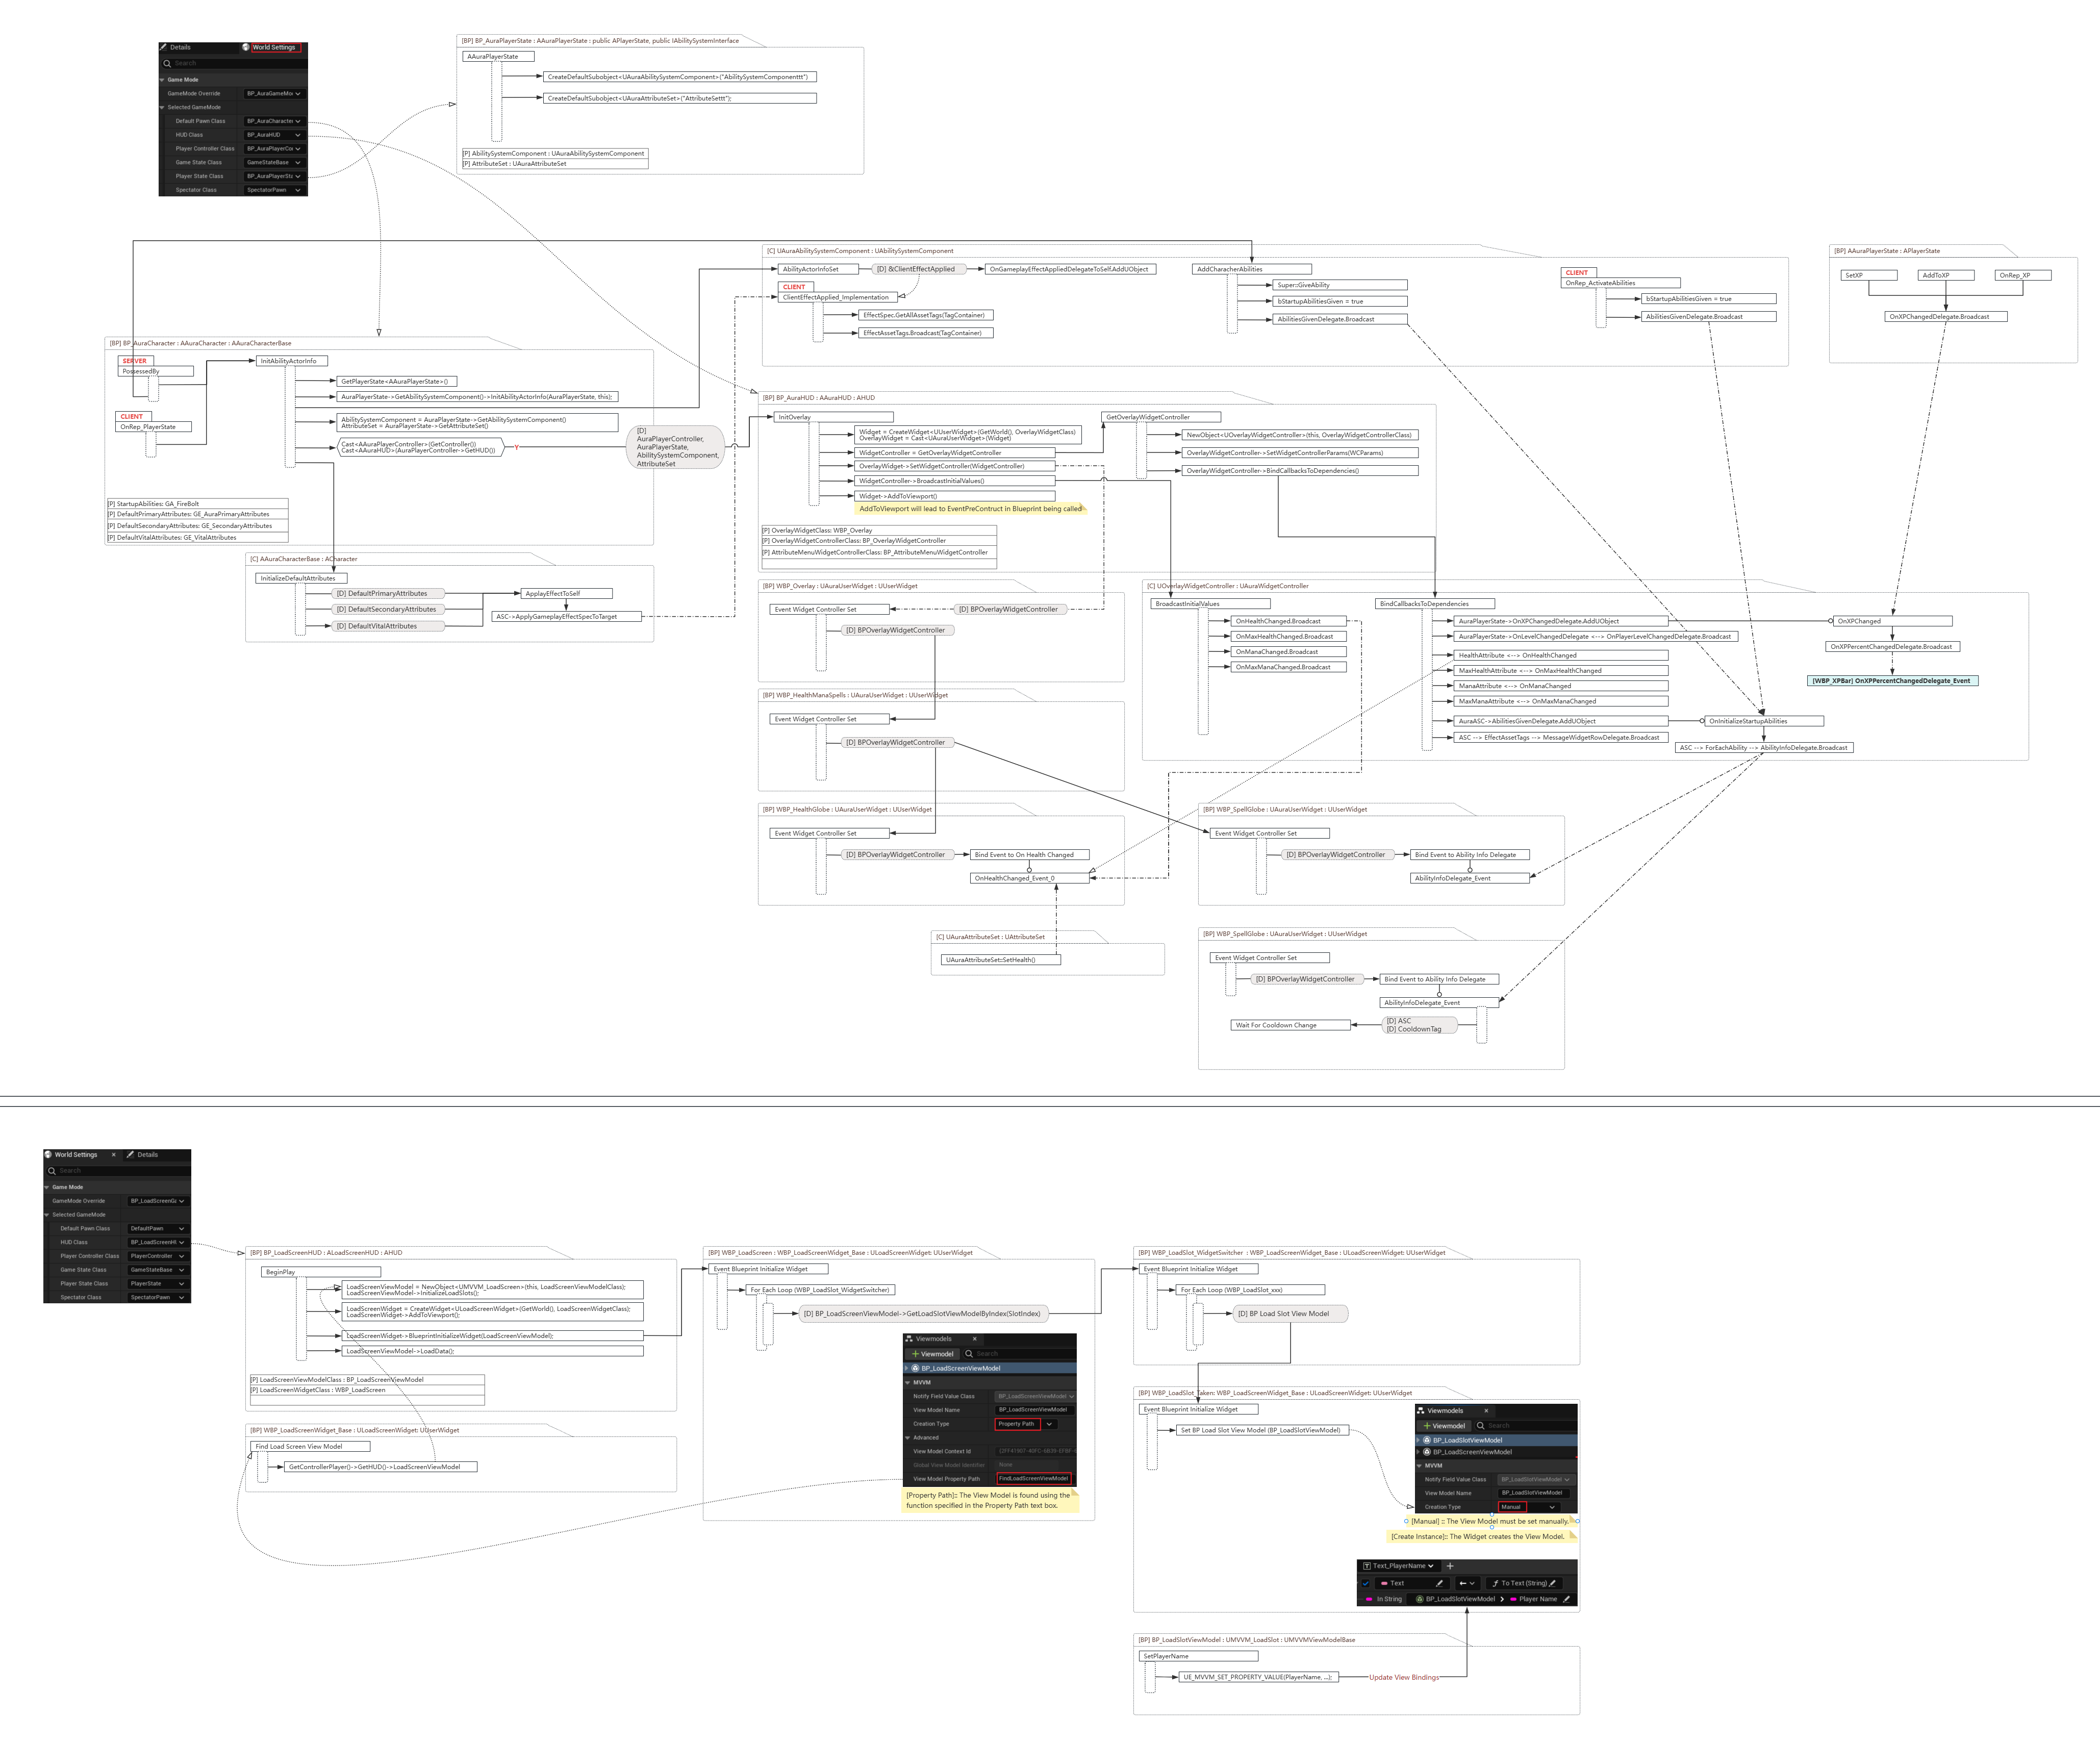 Details
World Settings
Search
Game Mode
GameMode Override
BP_AuraGameMo
Selected GameMode
Default Pawn Class
BP_AuraCharacter
HUD Class
BP_AuraHUD
Player Controller Class
BP_AuraPlayerCo
Game State Class
GameStateBase
Player State Class
BP_AuraPlayerSta
Spectator Class
SpectatorPawn
[BP] BP_AuraPlayerState : AAuraPlayerState : public APlayerState, public IAbilitySystemInterface
AAuraPlayerState
CreateDefaultSubobject<UAuraAbilitySystemComponent>("AbilitySystemComponenttt")
CreateDefaultSubobject<UAuraAttributeSet>("AttributeSettt");
[P] AbilitySystemComponent : UAuraAbilitySystemComponent
[P] AttributeSet : UAuraAttributeSet
[C] UAuraAbilitySystemComponent : UAbilitySystemComponent
AbilityActorInfoSet
[D] &ClientEffectApplied
OnGameplayEffectAppliedDelegateToSelf.AddUObject
CLIENT
ClientEffectApplied_Implementation
EffectSpec.GetAllAssetTags(TagContainer)
EffectAssetTags.Broadcast(TagContainer)
AddCharacherAbilities
Super::GiveAbility
bStartupAbilitiesGiven = true
AbilitiesGivenDelegate.Broadcast
CLIENT
OnRep_ActivateAbilities
bStartupAbilitiesGiven = true
AbilitiesGivenDelegate.Broadcast
[BP] AAuraPlayerState : APlayerState
SetXP
AddToXP
OnRep_XP
OnXPChangedDelegate.Broadcast
[BP] BP_AuraCharacter : AAuraCharacter : AAuraCharacterBase
SERVER
PossessedBy
CLIENT
OnRep_PlayerState
InitAbilityActorInfo
GetPlayerState<AAuraPlayerState>()
AuraPlayerState->GetAbilitySystemComponent()->InitAbilityActorInfo(AuraPlayerState, this);
AbilitySystemComponent = AuraPlayerState->GetAbilitySystemComponent()
AttributeSet = AuraPlayerState->GetAttributeSet()
Cast<AAuraPlayerController>(GetController())
Cast<AAuraHUD>(AuraPlayerController->GetHUD())
Y
[D]
AuraPlayerController,
AuraPlayerState,
AbilitySystemComponent,
AttributeSet
[P] StartupAbilities: GA_FireBolt
[P] DefaultPrimaryAttributes: GE_AuraPrimaryAttributes
[P] DefaultSecondaryAttributes: GE_SecondaryAttributes
[P] DefaultVitalAttributes: GE_VitalAttributes
[C] AAuraCharacterBase : ACharacter
InitializeDefaultAttributes
[D] DefaultPrimaryAttributes
[D] DefaultSecondaryAttributes
[D] DefaultVitalAttributes
ApplayEffectToSelf
ASC->ApplyGameplayEffectSpecToTarget
[BP] BP_AuraHUD : AAuraHUD : AHUD
InitOverlay
Widget = CreateWidget<UUserWidget>(GetWorld(), OverlayWidgetClass)
OverlayWidget = Cast<UAuraUserWidget>(Widget)
WidgetController = GetOverlayWidgetController
OverlayWidget->SetWidgetController(WidgetController)
WidgetController->BroadcastInitialValues()
Widget->AddToViewport()
AddToViewport will lead to EventPreContruct in Blueprint being called
GetOverlayWidgetController
NewObject<UOverlayWidgetController>(this, OverlayWidgetControllerClass)
OverlayWidgetController->SetWidgetControllerParams(WCParams)
OverlayWidgetController->BindCallbacksToDependencies()
[P] OverlayWidgetClass: WBP_Overlay
[P] OverlayWidgetControllerClass: BP_OverlayWidgetController
[P] AttributeMenuWidgetControllerClass: BP_AttributeMenuWidgetController
[BP] WBP_Overlay : UAuraUserWidget : UUserWidget
Event Widget Controller Set
[D] BPOverlayWidgetController
[D] BPOverlayWidgetController
[BP] WBP_HealthManaSpells : UAuraUserWidget : UUserWidget
Event Widget Controller Set
[D] BPOverlayWidgetController
[BP] WBP_HealthGlobe : UAuraUserWidget : UUserWidget
Event Widget Controller Set
[D] BPOverlayWidgetController
Bind Event to On Health Changed
OnHealthChanged_Event_0
[C] UAuraAttributeSet : UAttributeSet
UAuraAttributeSet::SetHealth()
[C] UOverlayWidgetController : UAuraWidgetController
BroadcastInitialValues
OnHealthChanged.Broadcast
OnMaxHealthChanged.Broadcast
OnManaChanged.Broadcast
OnMaxManaChanged.Broadcast
BindCallbacksToDependencies
AuraPlayerState->OnXPChangedDelegate.AddUObject
AuraPlayerState->OnLevelChangedDelegate <--> OnPlayerLevelChangedDelegate.Broadcast
HealthAttribute <--> OnHealthChanged
MaxHealthAttribute <--> OnMaxHealthChanged
ManaAttribute <--> OnManaChanged
MaxManaAttribute <--> OnMaxManaChanged
AuraASC->AbilitiesGivenDelegate.AddUObject
ASC --> EffectAssetTags --> MessageWidgetRowDelegate.Broadcast
OnXPChanged
OnXPPercentChangedDelegate.Broadcast
[WBP_XPBar] OnXPPercentChangedDelegate_Event
OnInitializeStartupAbilities
ASC --> ForEachAbility --> AbilityInfoDelegate.Broadcast
[BP] WBP_SpellGlobe : UAuraUserWidget : UUserWidget
Event Widget Controller Set
[D] BPOverlayWidgetController
Bind Event to Ability Info Delegate
AbilityInfoDelegate_Event
[BP] WBP_SpellGlobe : UAuraUserWidget : UUserWidget
Event Widget Controller Set
[D] BPOverlayWidgetController
Bind Event to Ability Info Delegate
AbilityInfoDelegate_Event
Wait For Cooldown Change
[D] ASC
[D] CooldownTag
World Settings
Details
Search
Game Mode
GameMode Override
BP_LoadScreenGa
Selected GameMode
Default Pawn Class
DefaultPawn
HUD Class
BP_LoadScreenH
Player Controller Class
PlayerController
Game State Class
GameStateBase
Player State Class
PlayerState
Spectator Class
SpectatorPawn
[BP] BP_LoadScreenHUD : ALoadScreenHUD : AHUD
BeginPlay
LoadScreenViewModel = NewObject<UMVVM_LoadScreen>(this, LoadScreenViewModelClass);
LoadScreenViewModel->InitializeLoadSlots();
LoadScreenWidget = CreateWidget<ULoadScreenWidget>(GetWorld(), LoadScreenWidgetClass);
LoadScreenWidget->AddToViewport();
LoadScreenWidget->BlueprintInitializeWidget(LoadScreenViewModel);
LoadScreenViewModel->LoadData();
[P] LoadScreenViewModelClass : BP_LoadScreenViewModel
[P] LoadScreenWidgetClass : WBP_LoadScreen
[BP] WBP_LoadScreenWidget_Base : ULoadScreenWidget: UUserWidget
Find Load Screen View Model
GetControllerPlayer()->GetHUD()->LoadScreenViewModel
[BP] WBP_LoadScreen : WBP_LoadScreenWidget_Base : ULoadScreenWidget: UUserWidget
Event Blueprint Initialize Widget
For Each Loop (WBP_LoadSlot_WidgetSwitcher)
[D] BP_LoadScreenViewModel->GetLoadSlotViewModelByIndex(SlotIndex)
Viewmodels
Viewmodel
Search
BP_LoadScreenViewModel
MVVM
Notify Field Value Class
BP_LoadScreenViewModel
View Model Name
BP_LoadScreenViewModel
Creation Type
Property Path
Advanced
View Model Context Id
Global View Model Identifier
None
View Model Property Path
FindLoadScreenViewModel
[Property Path]:: The View Model is found using the
function specified in the Property Path text box.
[BP] WBP_LoadSlot_WidgetSwitcher : WBP_LoadScreenWidget_Base : ULoadScreenWidget: UUserWidget
Event Blueprint Initialize Widget
For Each Loop (WBP_LoadSlot_xxx)
[D] BP Load Slot View Model
[BP] WBP_LoadSlot_Taken: WBP_LoadScreenWidget_Base : ULoadScreenWidget: UUserWidget
Event Blueprint Initialize Widget
Set BP Load Slot View Model (BP_LoadSlotViewModel)
Viewmodels
Viewmodel
Search
BP_LoadSlotViewModel
BP_LoadScreenViewModel
MVVM
Notify Field Value Class
BP_LoadSlotViewModel
View Model Name
BP_LoadSlotViewModel
Creation Type
Manual
[Manual] :: The View Model must be set manually.
[Create Instance]:: The Widget creates the View Model.
Text_PlayerName
Text
To Text (String)
In String
BP_LoadSlotViewModel
Player Name
[BP] BP_LoadSlotViewModel : UMVVM_LoadSlot : UMVVMViewModelBase
SetPlayerName
UE_MVVM_SET_PROPERTY_VALUE(PlayerName, ...);
Update View Bindings